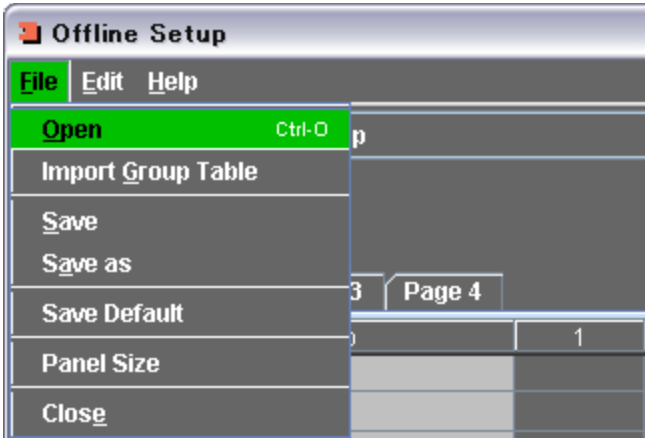 Offline Setup
File Edit Help
Open Ctrl-O
p
Import Group Table
Save
Save as
3 Page 4
Save Default
1
Panel Size
Close